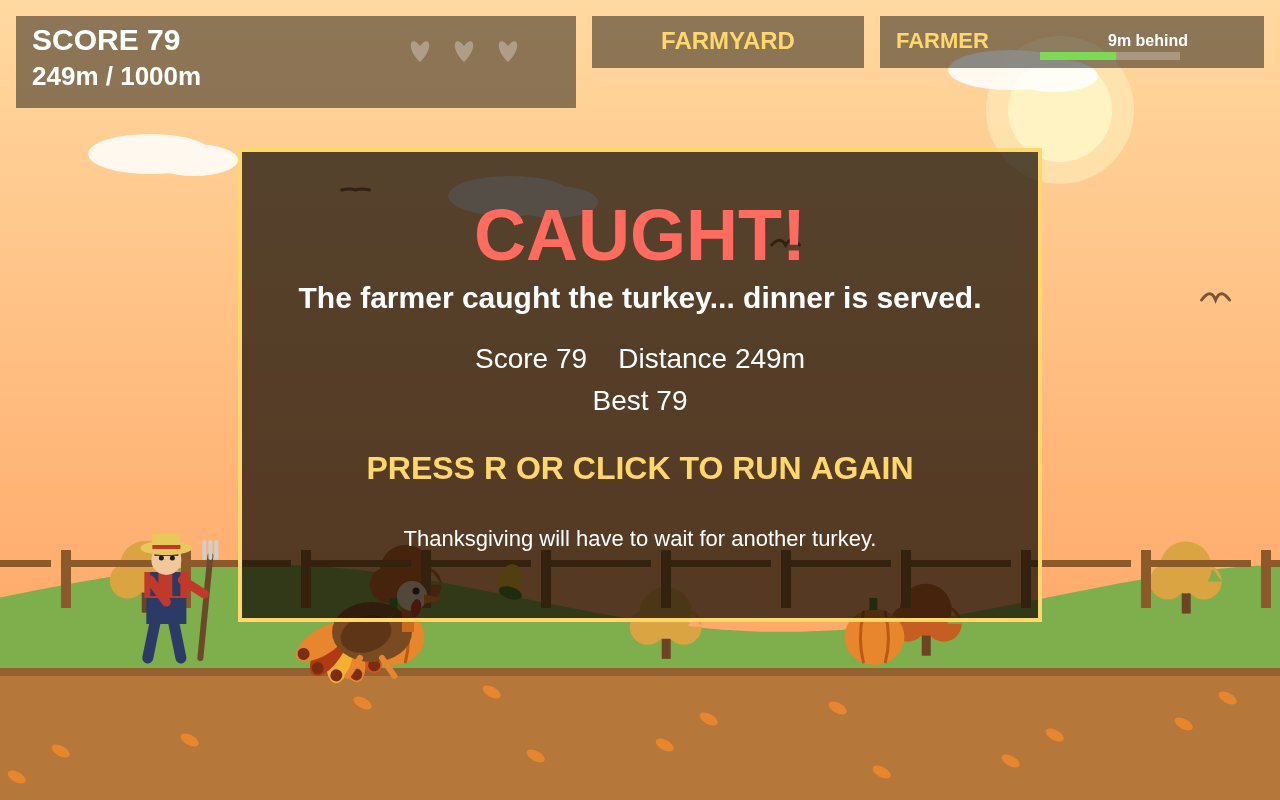 SCORE 79
249m / 1000m
FARMYARD
FARMER
9m behind
CAUGHT!
The farmer caught the turkey... dinner is served.
Score 79    Distance 249m
Best 79
PRESS R OR CLICK TO RUN AGAIN
Thanksgiving will have to wait for another turkey.